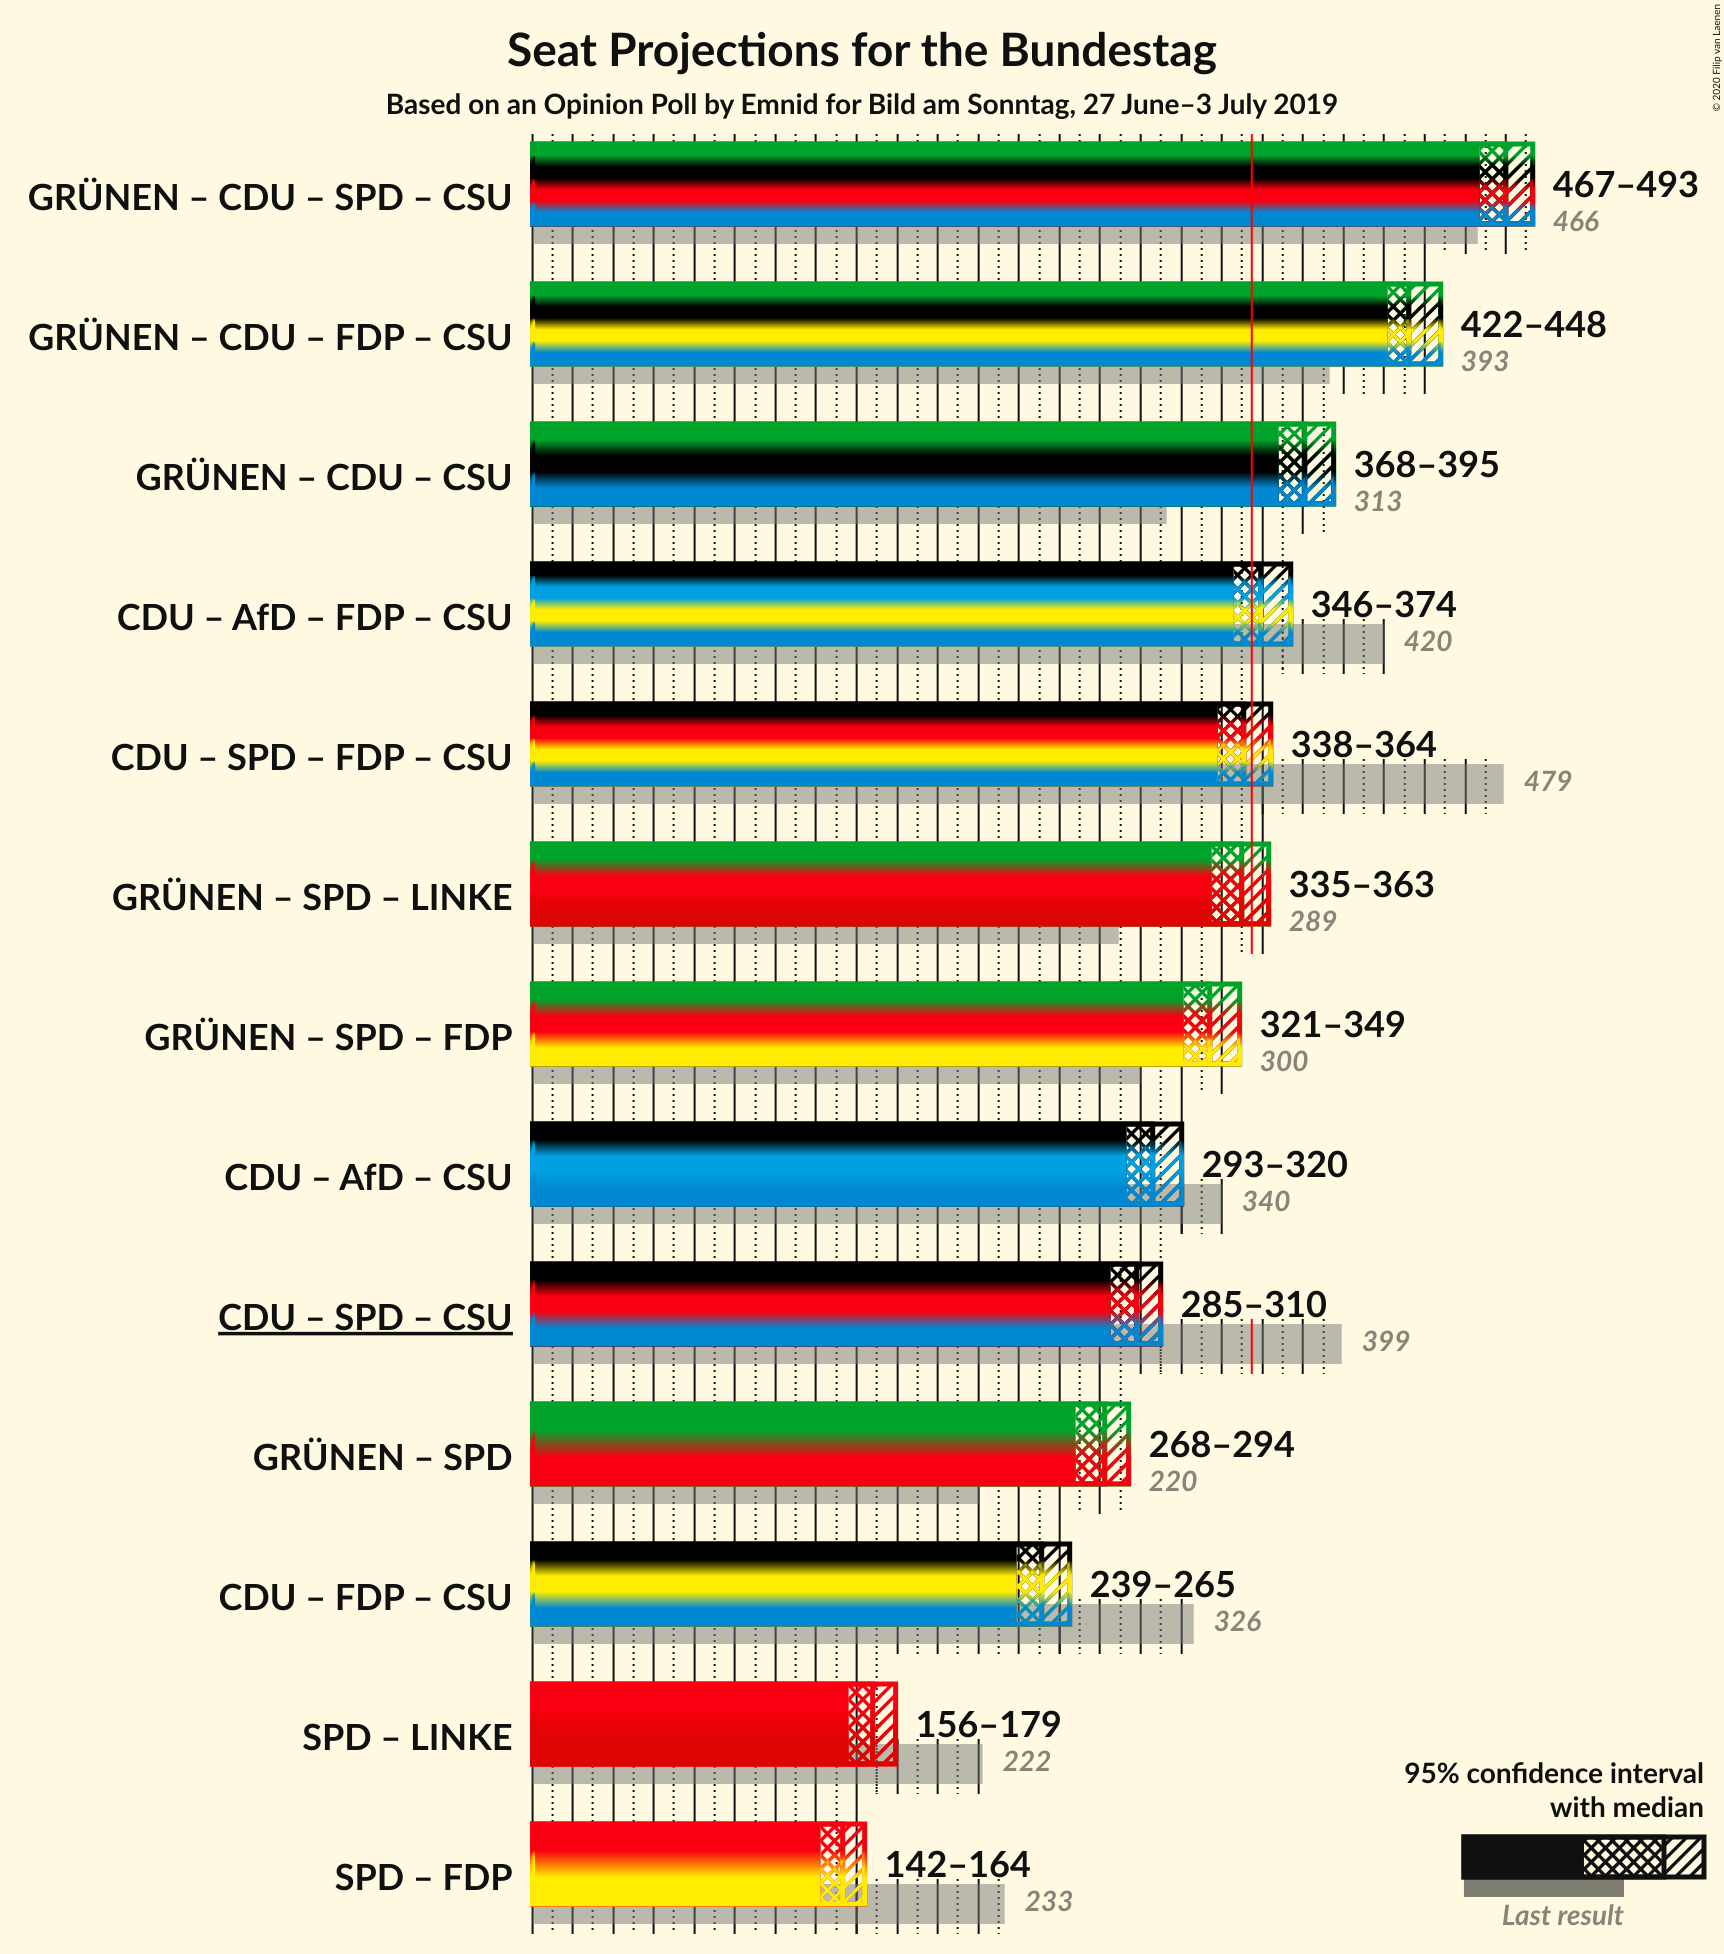 Seat Projections for the Bundestag
Based on an Opinion Poll by Emnid for Bild am Sonntag, 27 June–3 July 2019
© 2020 Filip van Laenen
GRÜNEN – CDU – SPD – CSU
467–493
466
GRÜNEN – CDU – FDP – CSU
422–448
393
GRÜNEN – CDU – CSU
368–395
313
CDU – AfD – FDP – CSU
346–374
420
CDU – SPD – FDP – CSU
338–364
479
GRÜNEN – SPD – LINKE
335–363
289
GRÜNEN – SPD – FDP
321–349
300
CDU – AfD – CSU
293–320
340
CDU – SPD – CSU
285–310
399
GRÜNEN – SPD
268–294
220
CDU – FDP – CSU
239–265
326
SPD – LINKE
156–179
222
SPD – FDP
142–164
233
95% confidence interval
with median
Last result